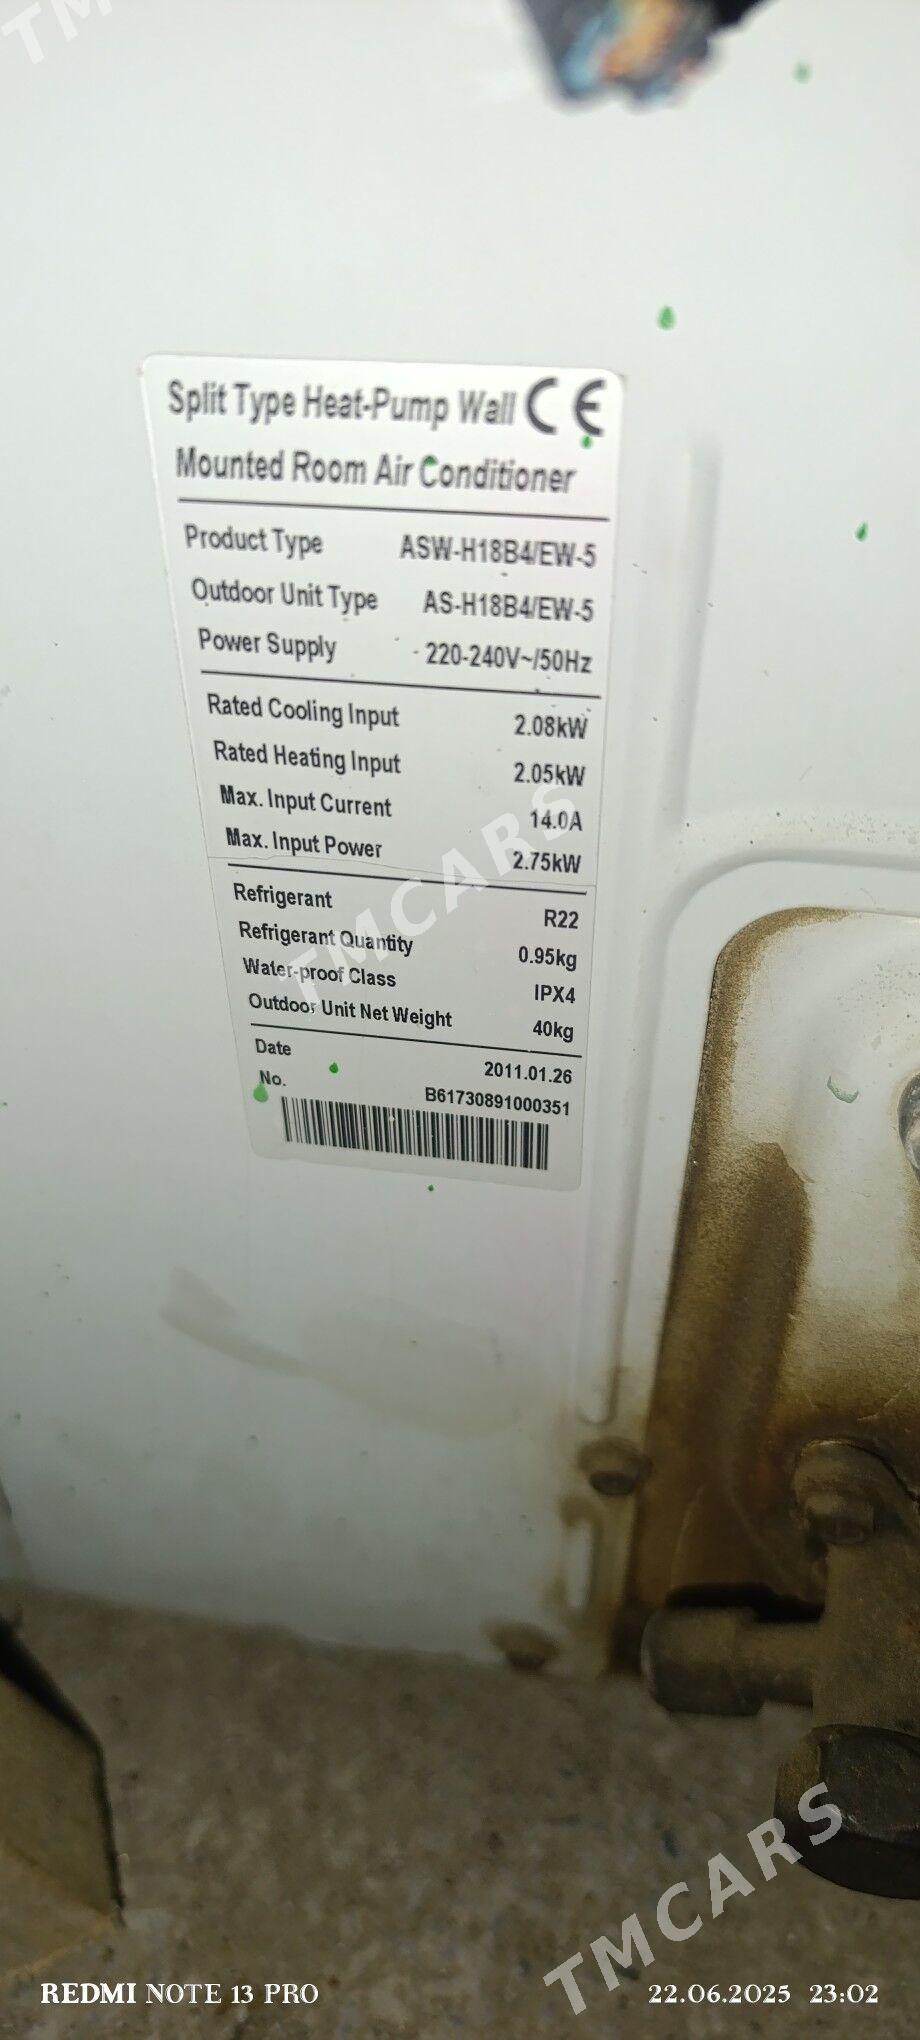 TM
Split Type Heat-Pump Wall CE
Mounted Room Air Conditioner
Product Type ASW-H18B4/EW-5
Outdoor Unit Type AS-H18B4/EW-5
Power Supply 220-240V~/50Hz
Rated Cooling Input 2.08kW
Rated Heating Input 2.05kW
Max. Input Current 14.0A
Max. Input Power 2.75kW
Refrigerant R22
Refrigerant Quantity 0.95kg
Water-proof Class IPX4
Outdoor Unit Net Weight 40kg
Date 2011.01.26
No. B61730891000351
TMCARS
TMCARS
REDMI NOTE 13 PRO 22.06.2025 23:02